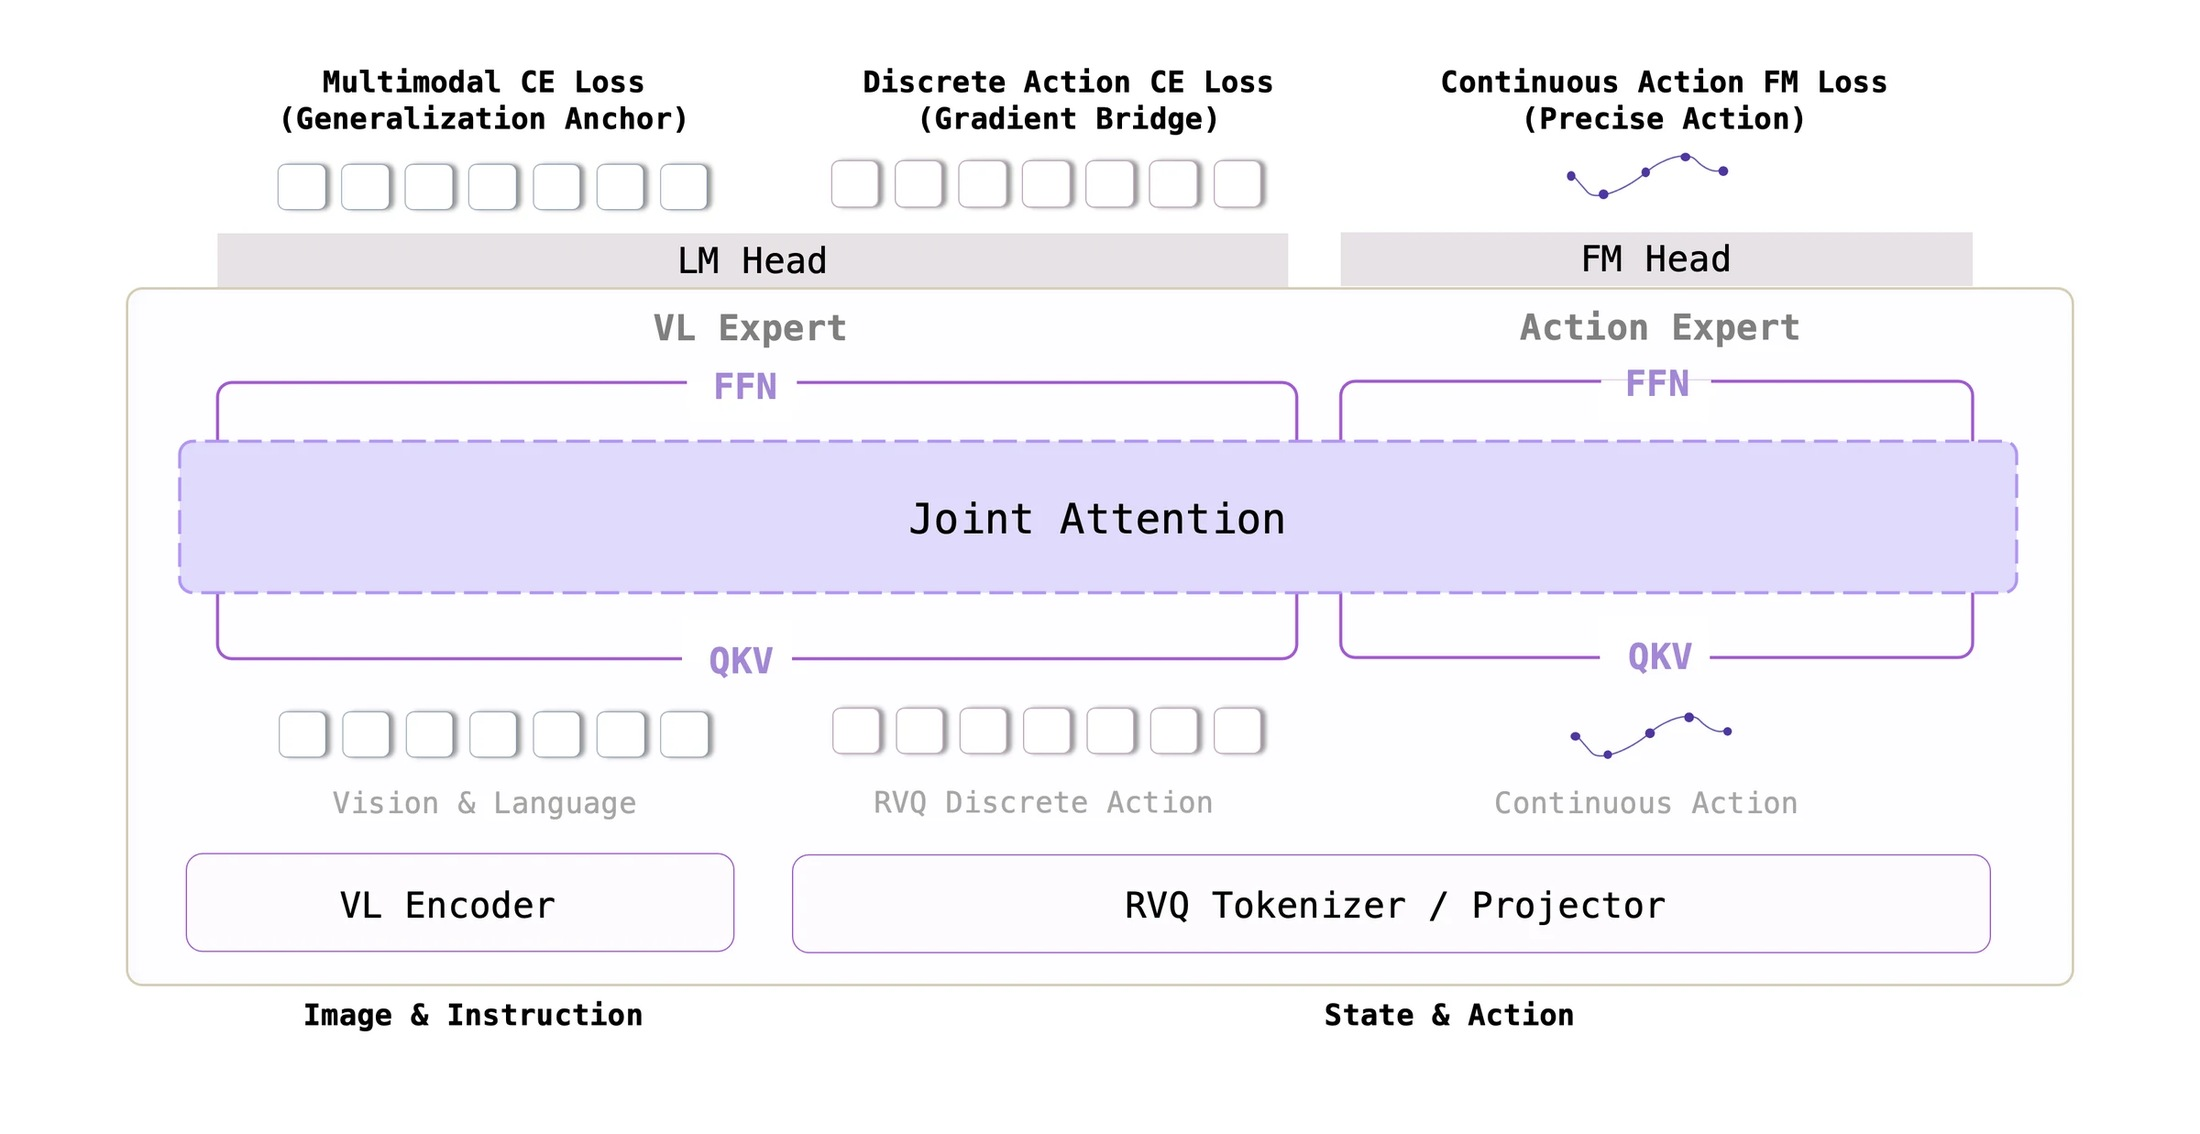 Multimodal CE Loss
(Generalization Anchor)
Discrete Action CE Loss
(Gradient Bridge)
Continuous Action FM Loss
(Precise Action)
LM Head
FM Head
VL Expert
Action Expert
FFN
FFN
Joint Attention
QKV
QKV
Vision & Language
RVQ Discrete Action
Continuous Action
VL Encoder
RVQ Tokenizer / Projector
Image & Instruction
State & Action